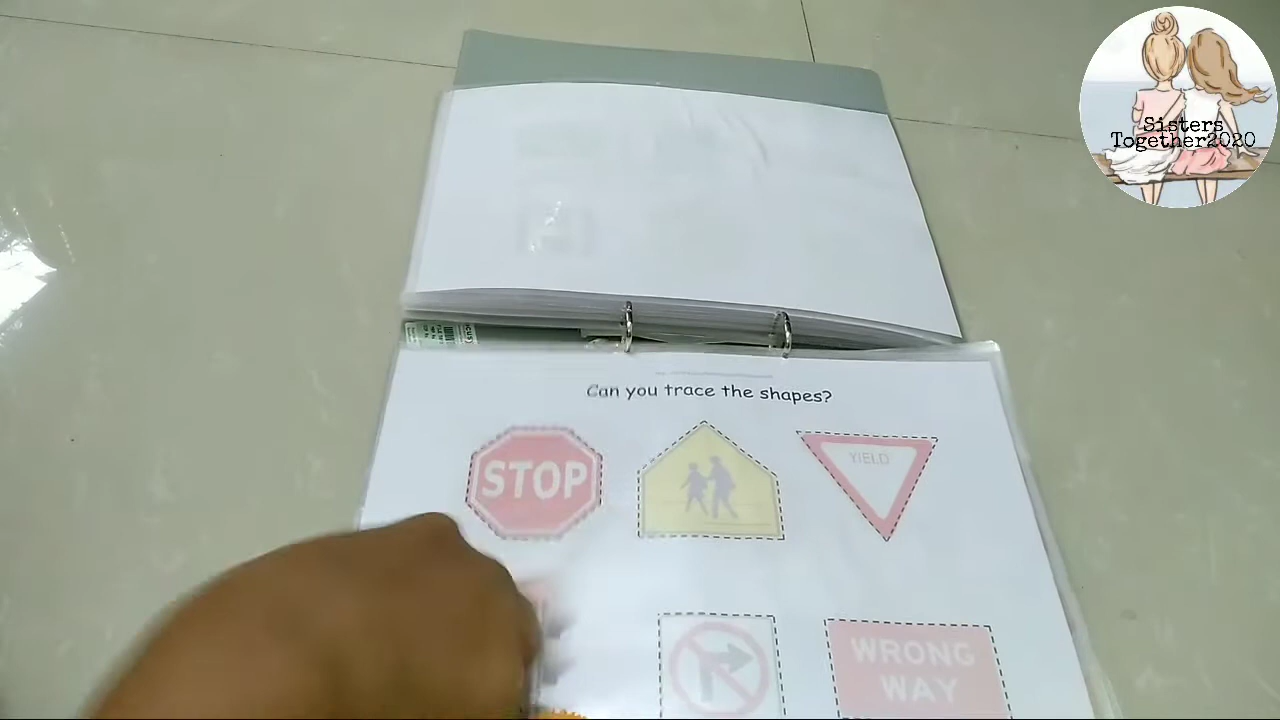 Sisters
Together2020
Can you trace the shapes?
STOP
YIELD
WRONG
WAY